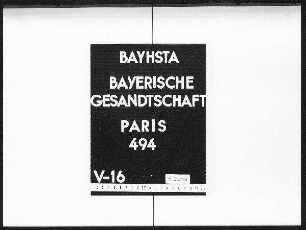 BAYHSTA
BAYERISCHE
GESANDTSCHAFT
PARIS
494
V-16